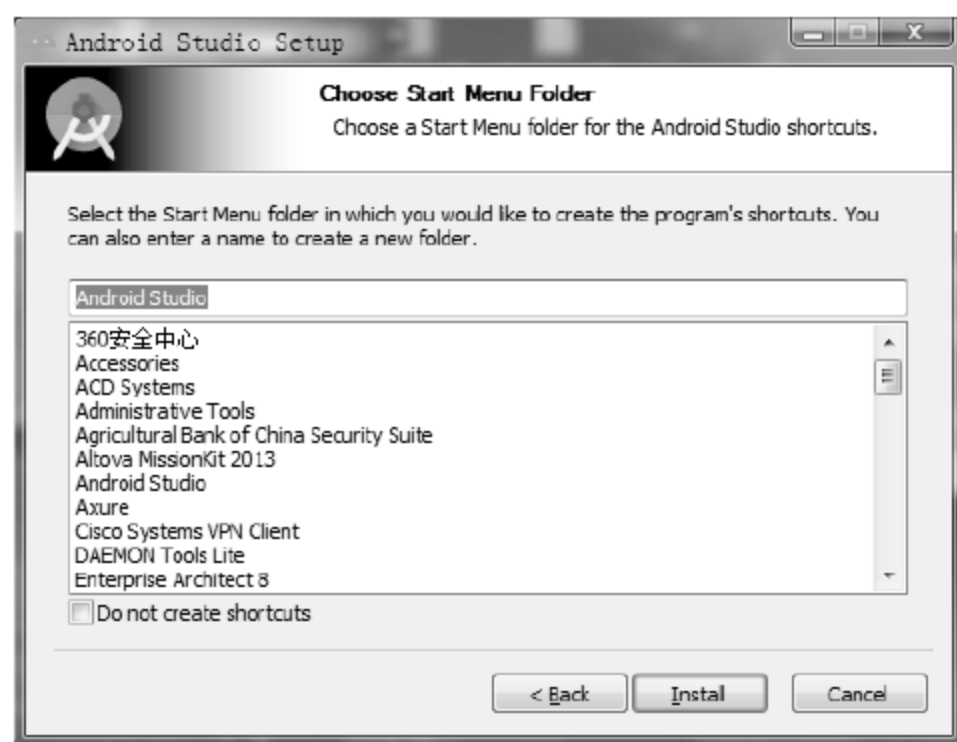 Android Studio Setup
Choose Start Menu Folder
Choose a Start Menu folder for the Android Studio shortcuts.
Select the Start Menu folder in which you would like to create the program's shortcuts. You
can also enter a name to create a new folder.
Android Studio
360安全中心
Accessories
ACD Systems
Administrative Tools
Agricultural Bank of China Security Suite
Altova MissionKit 2013
Android Studio
Axure
Cisco Systems VPN Client
DAEMON Tools Lite
Enterprise Architect 8
Do not create shortcuts
< Back
Install
Cancel